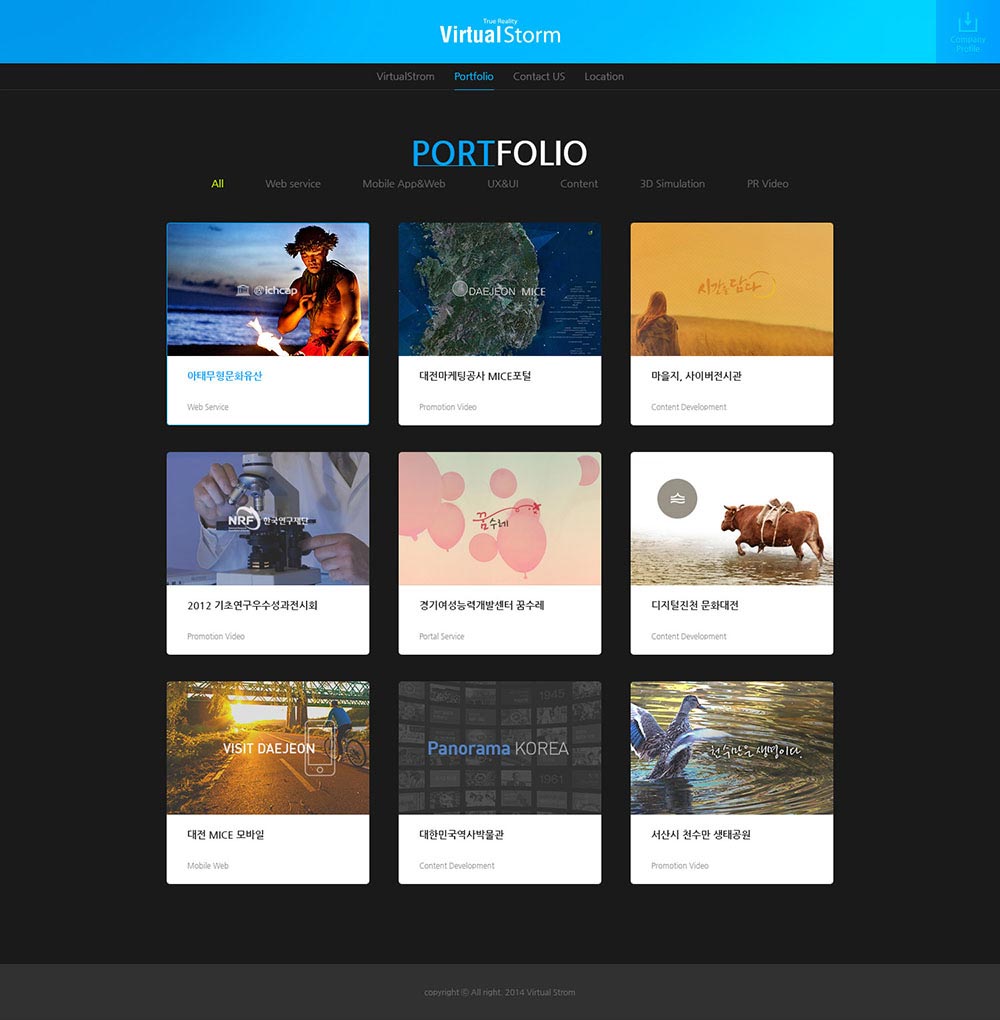 True Reality
VirtualStorm
Company
Profile
VirtualStrom Portfolio Contact US Location
PORTFOLIO
All Web service Mobile App&Web UX&UI Content 3D Simulation PR Video
ichcap
DAEJEON MICE
시간을 담다
아태무형문화유산
대전마케팅공사 MICE포털
마을지, 사이버전시관
Web Service
Promotion Video
Content Development
NRF 한국연구재단
꿈수레
2012 기초연구우수성과전시회
경기여성능력개발센터 꿈수레
디지털진천 문화대전
Promotion Video
Portal Service
Content Development
1945
VISIT DAEJEON
Panorama KOREA
천수만은 생명이다
1961
대전 MICE 모바일
대한민국역사박물관
서산시 천수만 생태공원
Mobile Web
Content Development
Promotion Video
copyright ⓒ All right. 2014 Virtual Strom